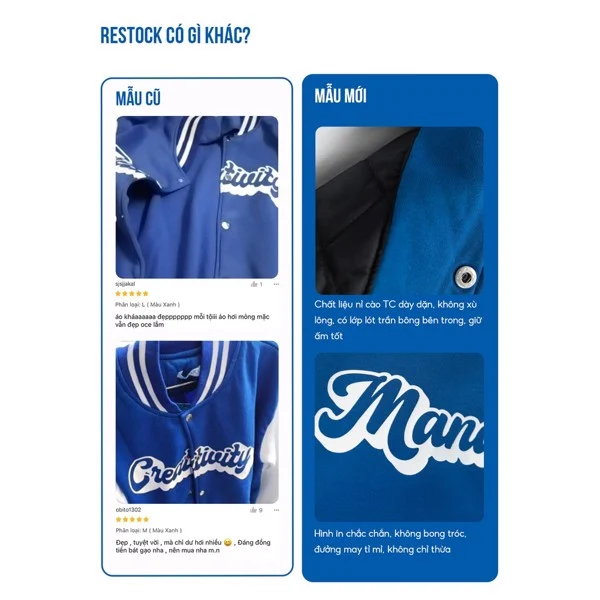 RESTOCK CÓ GÌ KHÁC?
MẪU CŨ
ctivity
sjsjakal
1
Phân loại: L ( Màu Xanh )
áo kháaaaaaa đẹppppppp mỗi tộiii áo hơi mỏng mặc
vẫn đẹp oce lắm
Creativity
obito1302
5
Phân loại: M ( Màu Xanh )
Đẹp , tuyệt vời , mà chỉ dư hơi nhiều 😅 , Đáng đồng
tiền bát gạo nha , nên mua nha m.n
MẪU MỚI
Chất liệu nỉ cào TC dày dặn, không xù
lông, có lớp lót trần bông bên trong, giữ
ấm tốt
Man
Hình in chắc chắn, không bong tróc,
đường may tỉ mỉ, không chỉ thừa